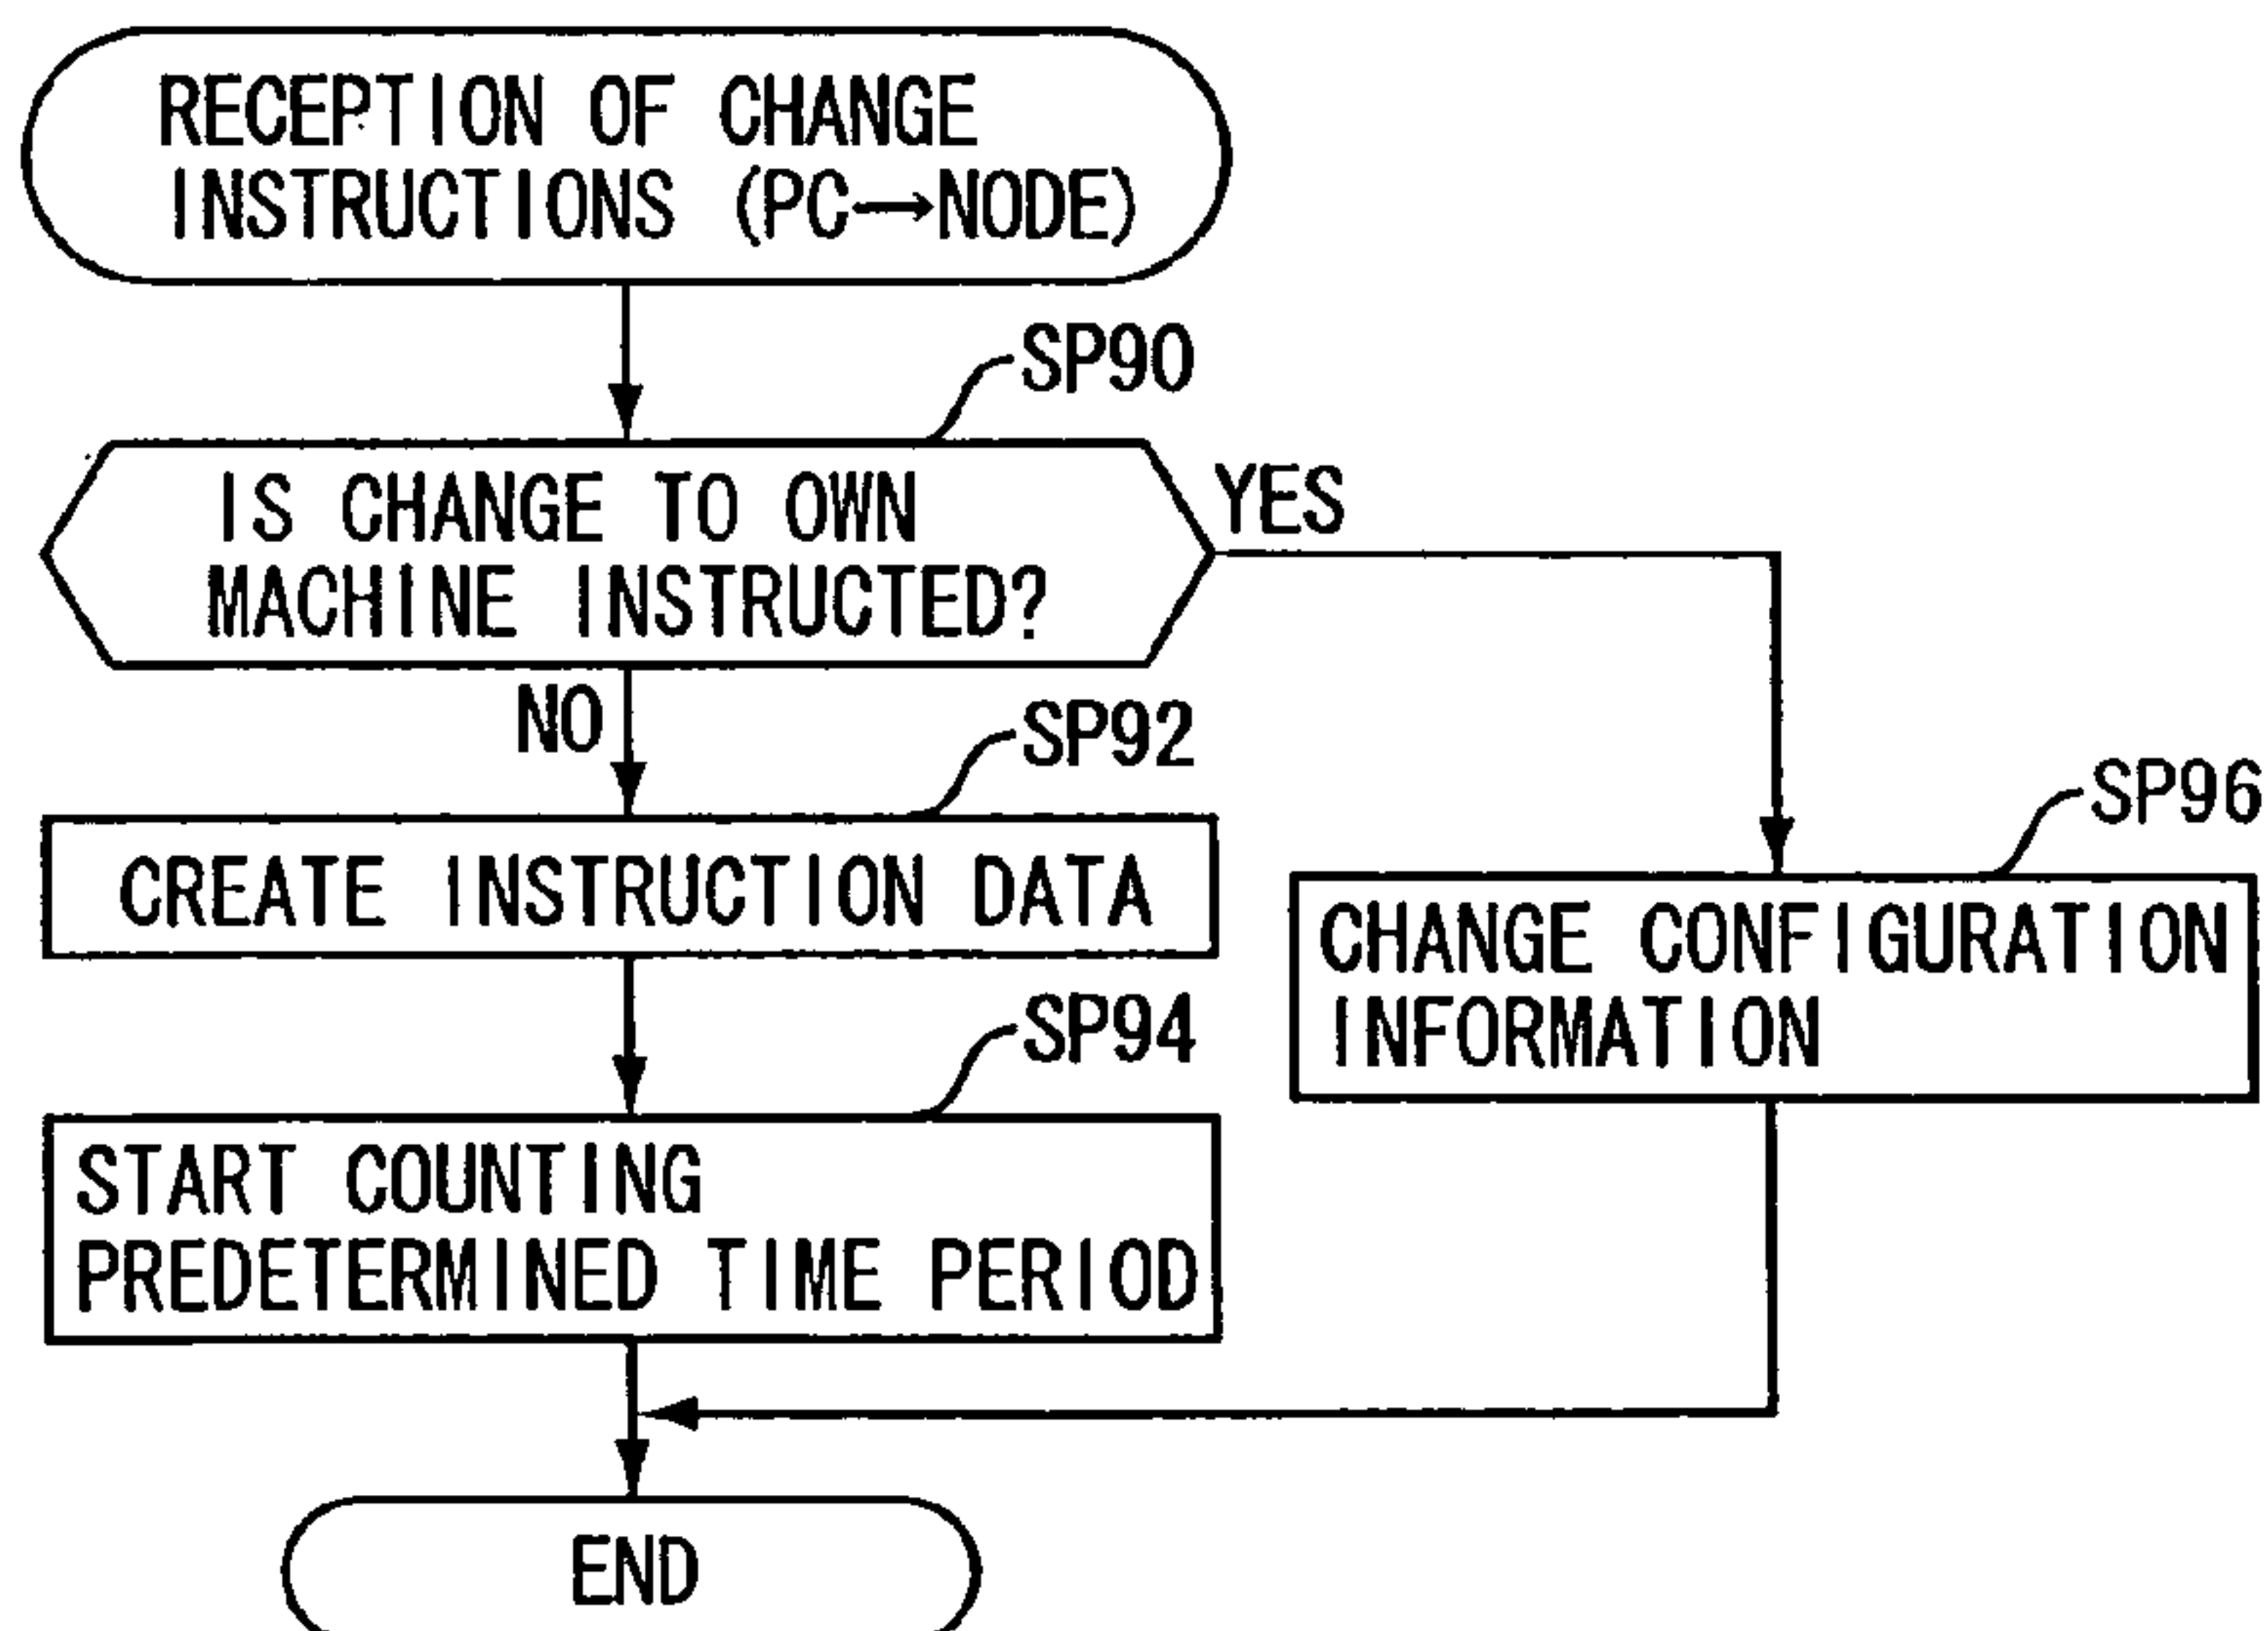 RECEPTION OF CHANGE
INSTRUCTIONS (PC→NODE)
SP90
IS CHANGE TO OWN
MACHINE INSTRUCTED?
YES
NO
SP92
CREATE INSTRUCTION DATA
SP96
CHANGE CONFIGURATION
INFORMATION
SP94
START COUNTING
PREDETERMINED TIME PERIOD
END